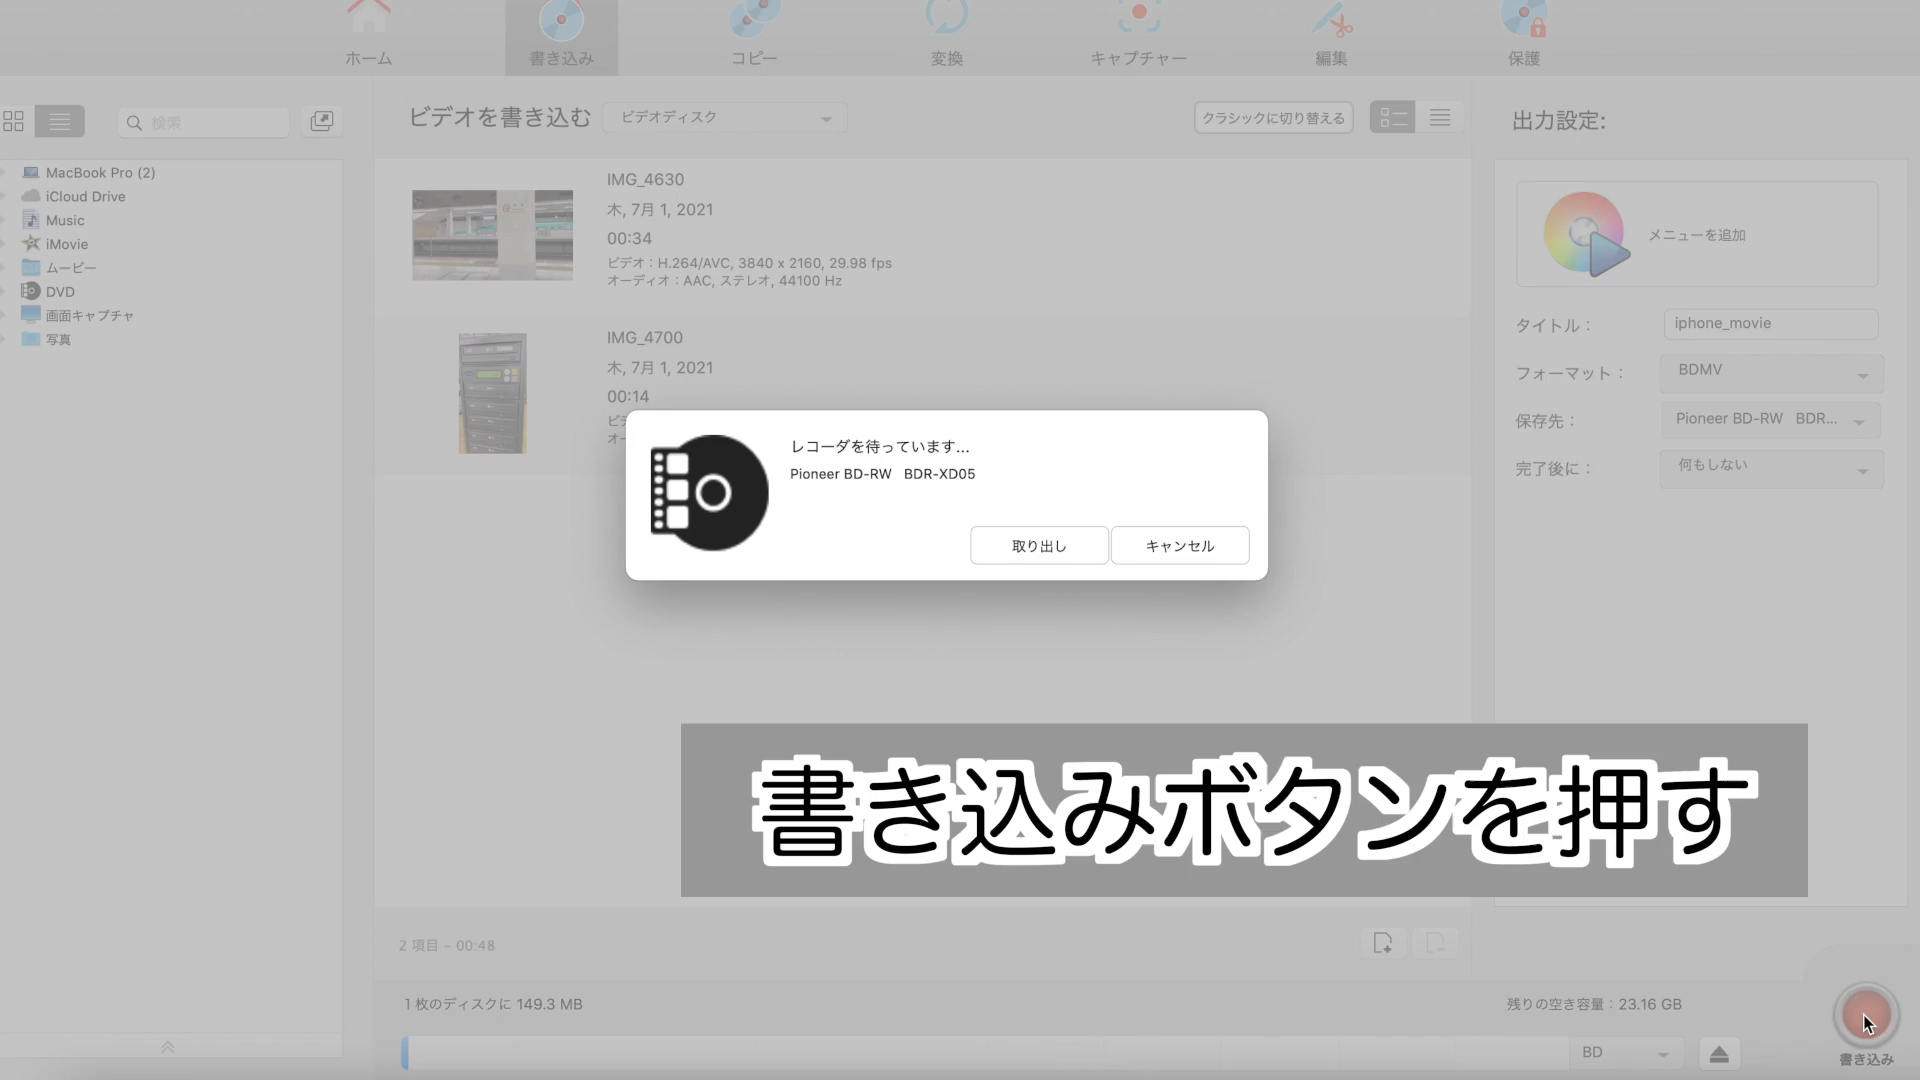 ホーム
書き込み
コピー
変換
キャプチャー
編集
保護
検索
ビデオを書き込む
ビデオディスク
クラシックに切り替える
出力設定:
MacBook Pro (2)
iCloud Drive
Music
iMovie
ムービー
DVD
画面キャプチャ
写真
IMG_4630
木, 7月 1, 2021
00:34
ビデオ：H.264/AVC, 3840 x 2160, 29.98 fps
オーディオ：AAC, ステレオ, 44100 Hz
IMG_4700
木, 7月 1, 2021
00:14
メニューを追加
タイトル：
iphone_movie
フォーマット：
BDMV
保存先：
Pioneer BD-RW BDR...
完了後に：
何もしない
レコーダを待っています...
Pioneer BD-RW BDR-XD05
取り出し
キャンセル
書き込みボタンを押す
2 項目 – 00:48
1 枚のディスクに 149.3 MB
残りの空き容量：23.16 GB
BD
書き込み